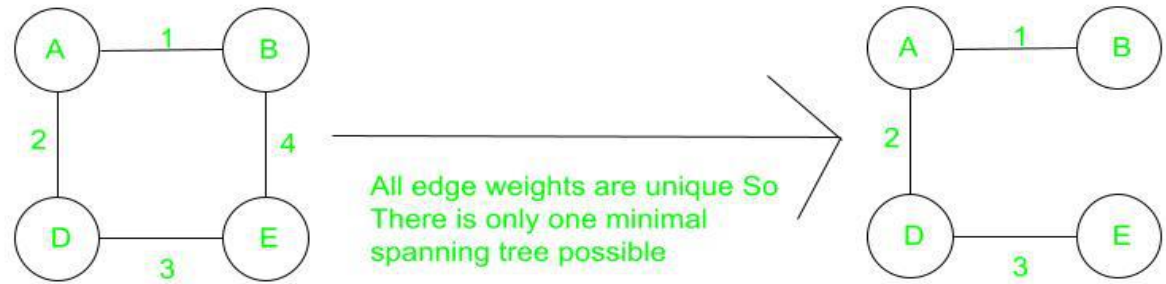 A 1 B
2 4
D 3 E
All edge weights are unique So
There is only one minimal
spanning tree possible
A 1 B
2
D 3 E